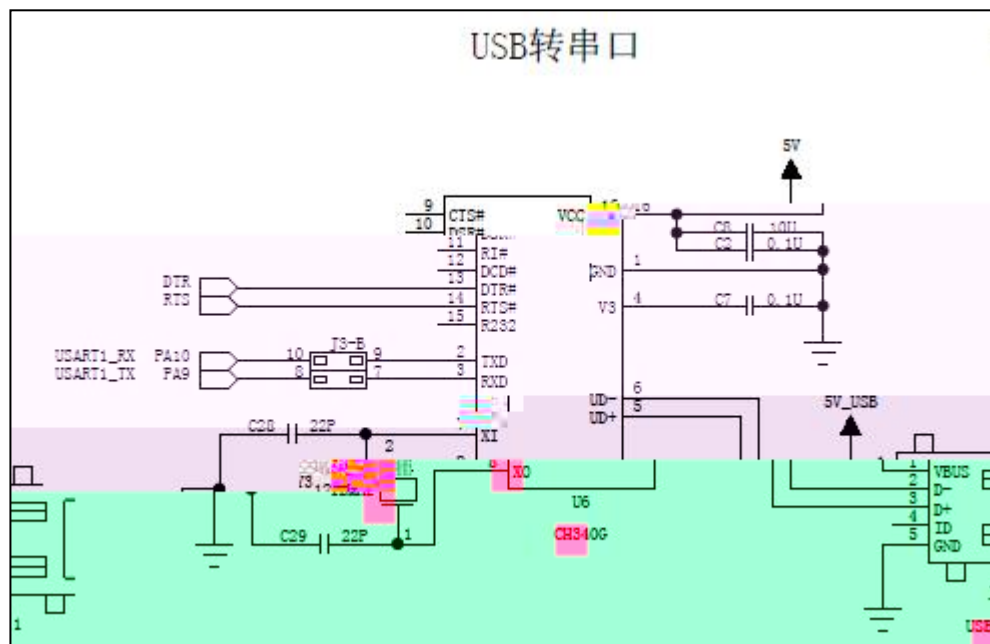 USB转串口
5V
9 CTS# VCC
10
C8 10U
11 C2 0.1U
12 RI# 1
13 DCD# GND
DTR DTR# 4 C7 0.1U
RTS 14 RTS# V3
15 R232
J3-B
USART1_RX PA10 10 9 2 TXD
USART1_TX PA9 8 7 3 RXD
6
UD- 5 5V_USB
UD+
C28 22P XI
2
XO 1 VBUS
2 D-
U6 3 D+
4 ID
C29 22P 1 CH340G 5 GND
1